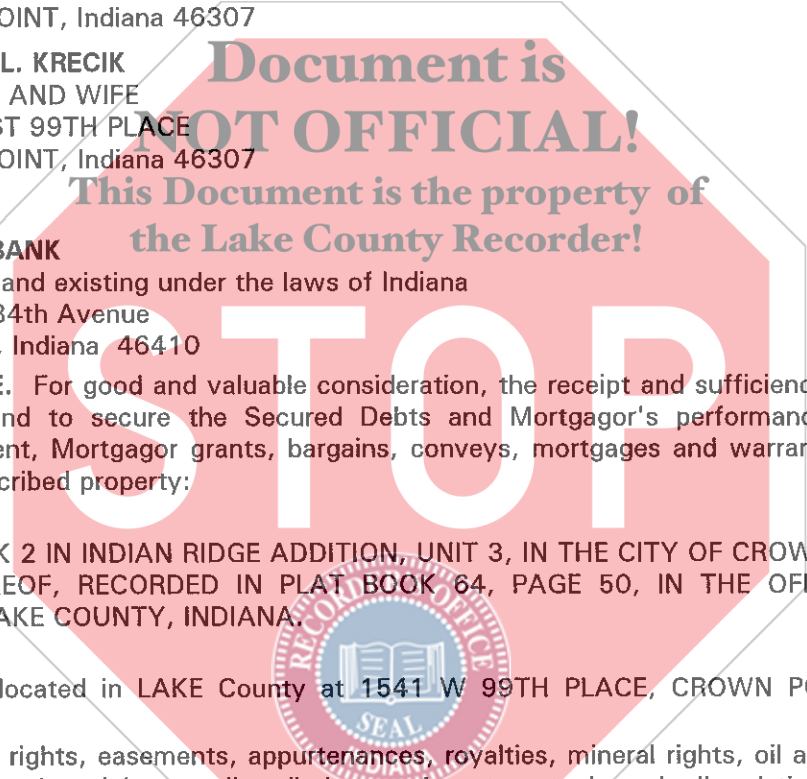 OINT, Indiana 46307
L. KRECIK
AND WIFE
ST 99TH PLACE
OINT, Indiana 46307
Document is
NOT OFFICIAL!
This Document is the property of
the Lake County Recorder!
BANK
and existing under the laws of Indiana
34th Avenue
, Indiana 46410
E. For good and valuable consideration, the receipt and sufficienc
nd to secure the Secured Debts and Mortgagor's performanc
ent, Mortgagor grants, bargains, conveys, mortgages and warran
cribed property:
STOP
K 2 IN INDIAN RIDGE ADDITION, UNIT 3, IN THE CITY OF CROW
REOF, RECORDED IN PLAT BOOK 64, PAGE 50, IN THE OF
AKE COUNTY, INDIANA.
RECORDER'S OFFICE
SEAL
INDIANA
located in LAKE County at 1541 W 99TH PLACE, CROWN PO
rights, easements, appurtenances, royalties, mineral rights, oil a